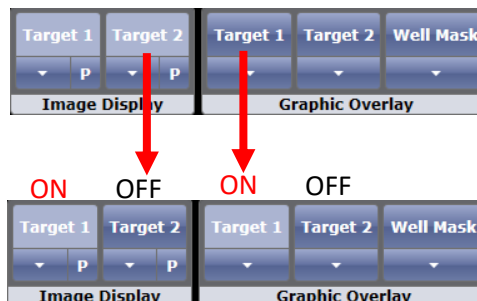 Target 1 Target 2 Target 1 Target 2 Well Mask
P P
Image Display Graphic Overlay
ON OFF ON OFF
Target 1 Target 2 Target 1 Target 2 Well Mask
P P
Image Display Graphic Overlay